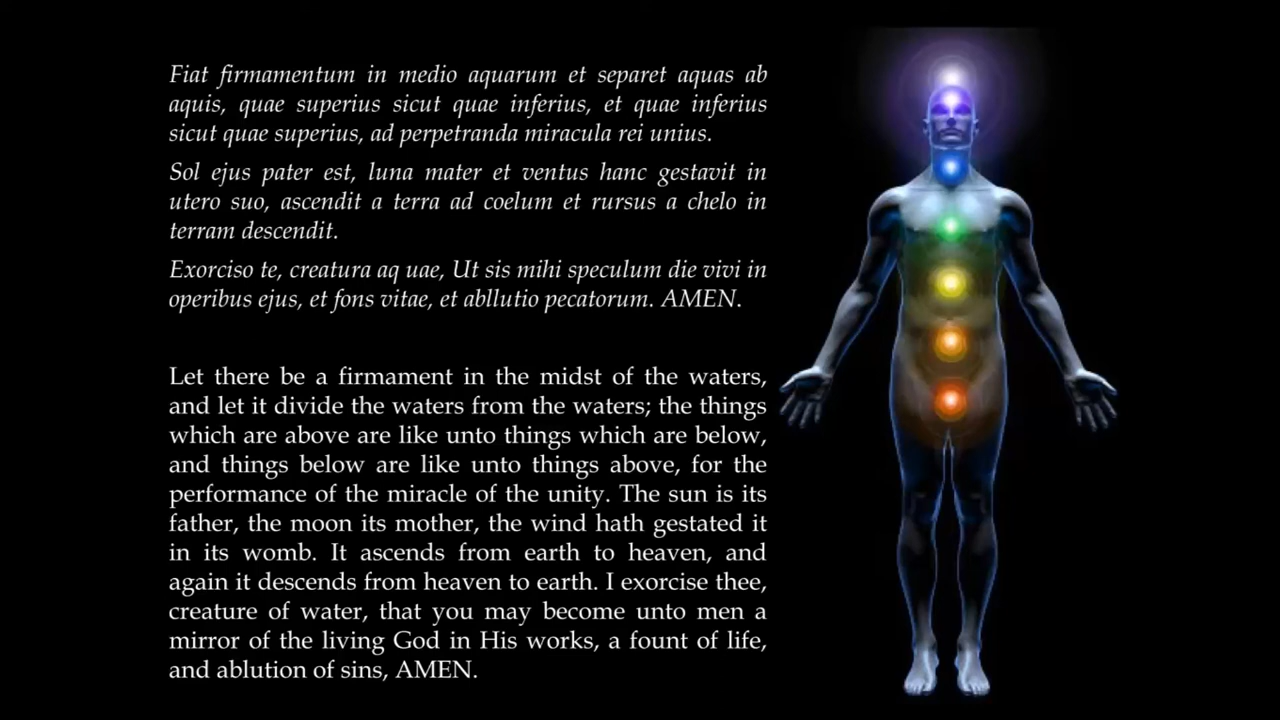 Fiat firmamentum in medio aquarum et separet aquas ab
aquis, quae superius sicut quae inferius, et quae inferius
sicut quae superius, ad perpetranda miracula rei unius.
Sol ejus pater est, luna mater et ventus hanc gestavit in
utero suo, ascendit a terra ad coelum et rursus a chelo in
terram descendit.
Exorciso te, creatura aq uae, Ut sis mihi speculum die vivi in
operibus ejus, et fons vitae, et abllutio pecatorum. AMEN.
Let there be a firmament in the midst of the waters,
and let it divide the waters from the waters; the things
which are above are like unto things which are below,
and things below are like unto things above, for the
performance of the miracle of the unity. The sun is its
father, the moon its mother, the wind hath gestated it
in its womb. It ascends from earth to heaven, and
again it descends from heaven to earth. I exorcise thee,
creature of water, that you may become unto men a
mirror of the living God in His works, a fount of life,
and ablution of sins, AMEN.